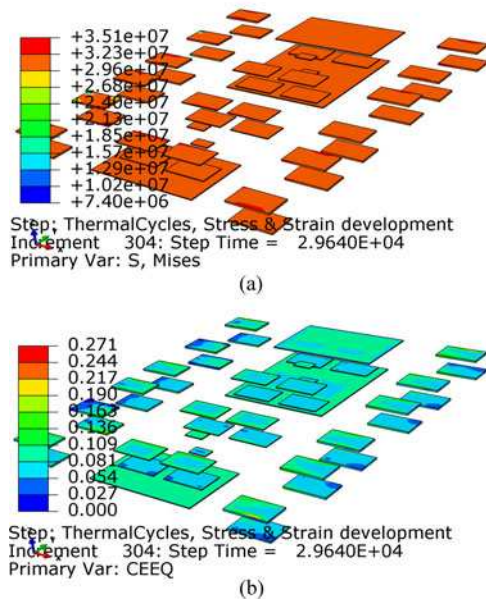 +3.51e+07
+3.23e+07
+2.96e+07
+2.68e+07
+2.40e+07
+2.13e+07
+1.85e+07
+1.57e+07
+1.29e+07
+1.02e+07
+7.40e+06
Step: ThermalCycles, Stress & Strain development
Increment 304: Step Time = 2.9640E+04
Primary Var: S, Mises
(a)
0.271
0.244
0.217
0.190
0.163
0.136
0.109
0.081
0.054
0.027
0.000
Step: ThermalCycles, Stress & Strain development
Increment 304: Step Time = 2.9640E+04
Primary Var: CEEQ
(b)